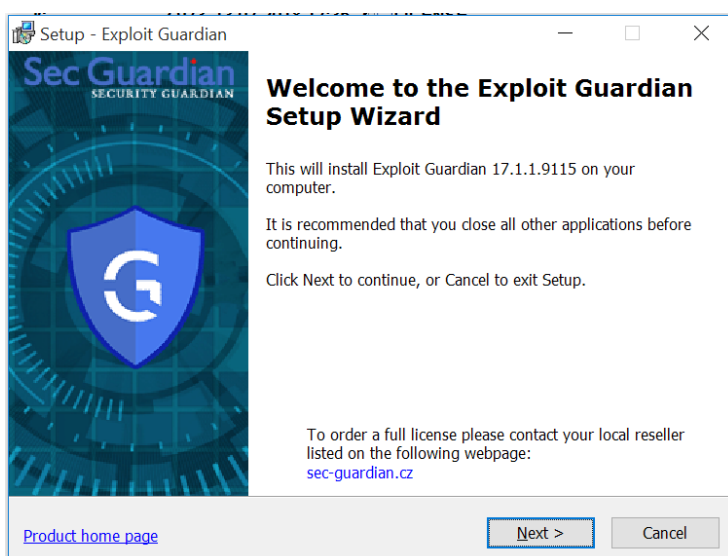 Setup - Exploit Guardian
Sec Guardian
SECURITY GUARDIAN
Welcome to the Exploit Guardian
Setup Wizard
This will install Exploit Guardian 17.1.1.9115 on your
computer.
It is recommended that you close all other applications before
continuing.
Click Next to continue, or Cancel to exit Setup.
To order a full license please contact your local reseller
listed on the following webpage:
sec-guardian.cz
Product home page
Next >
Cancel